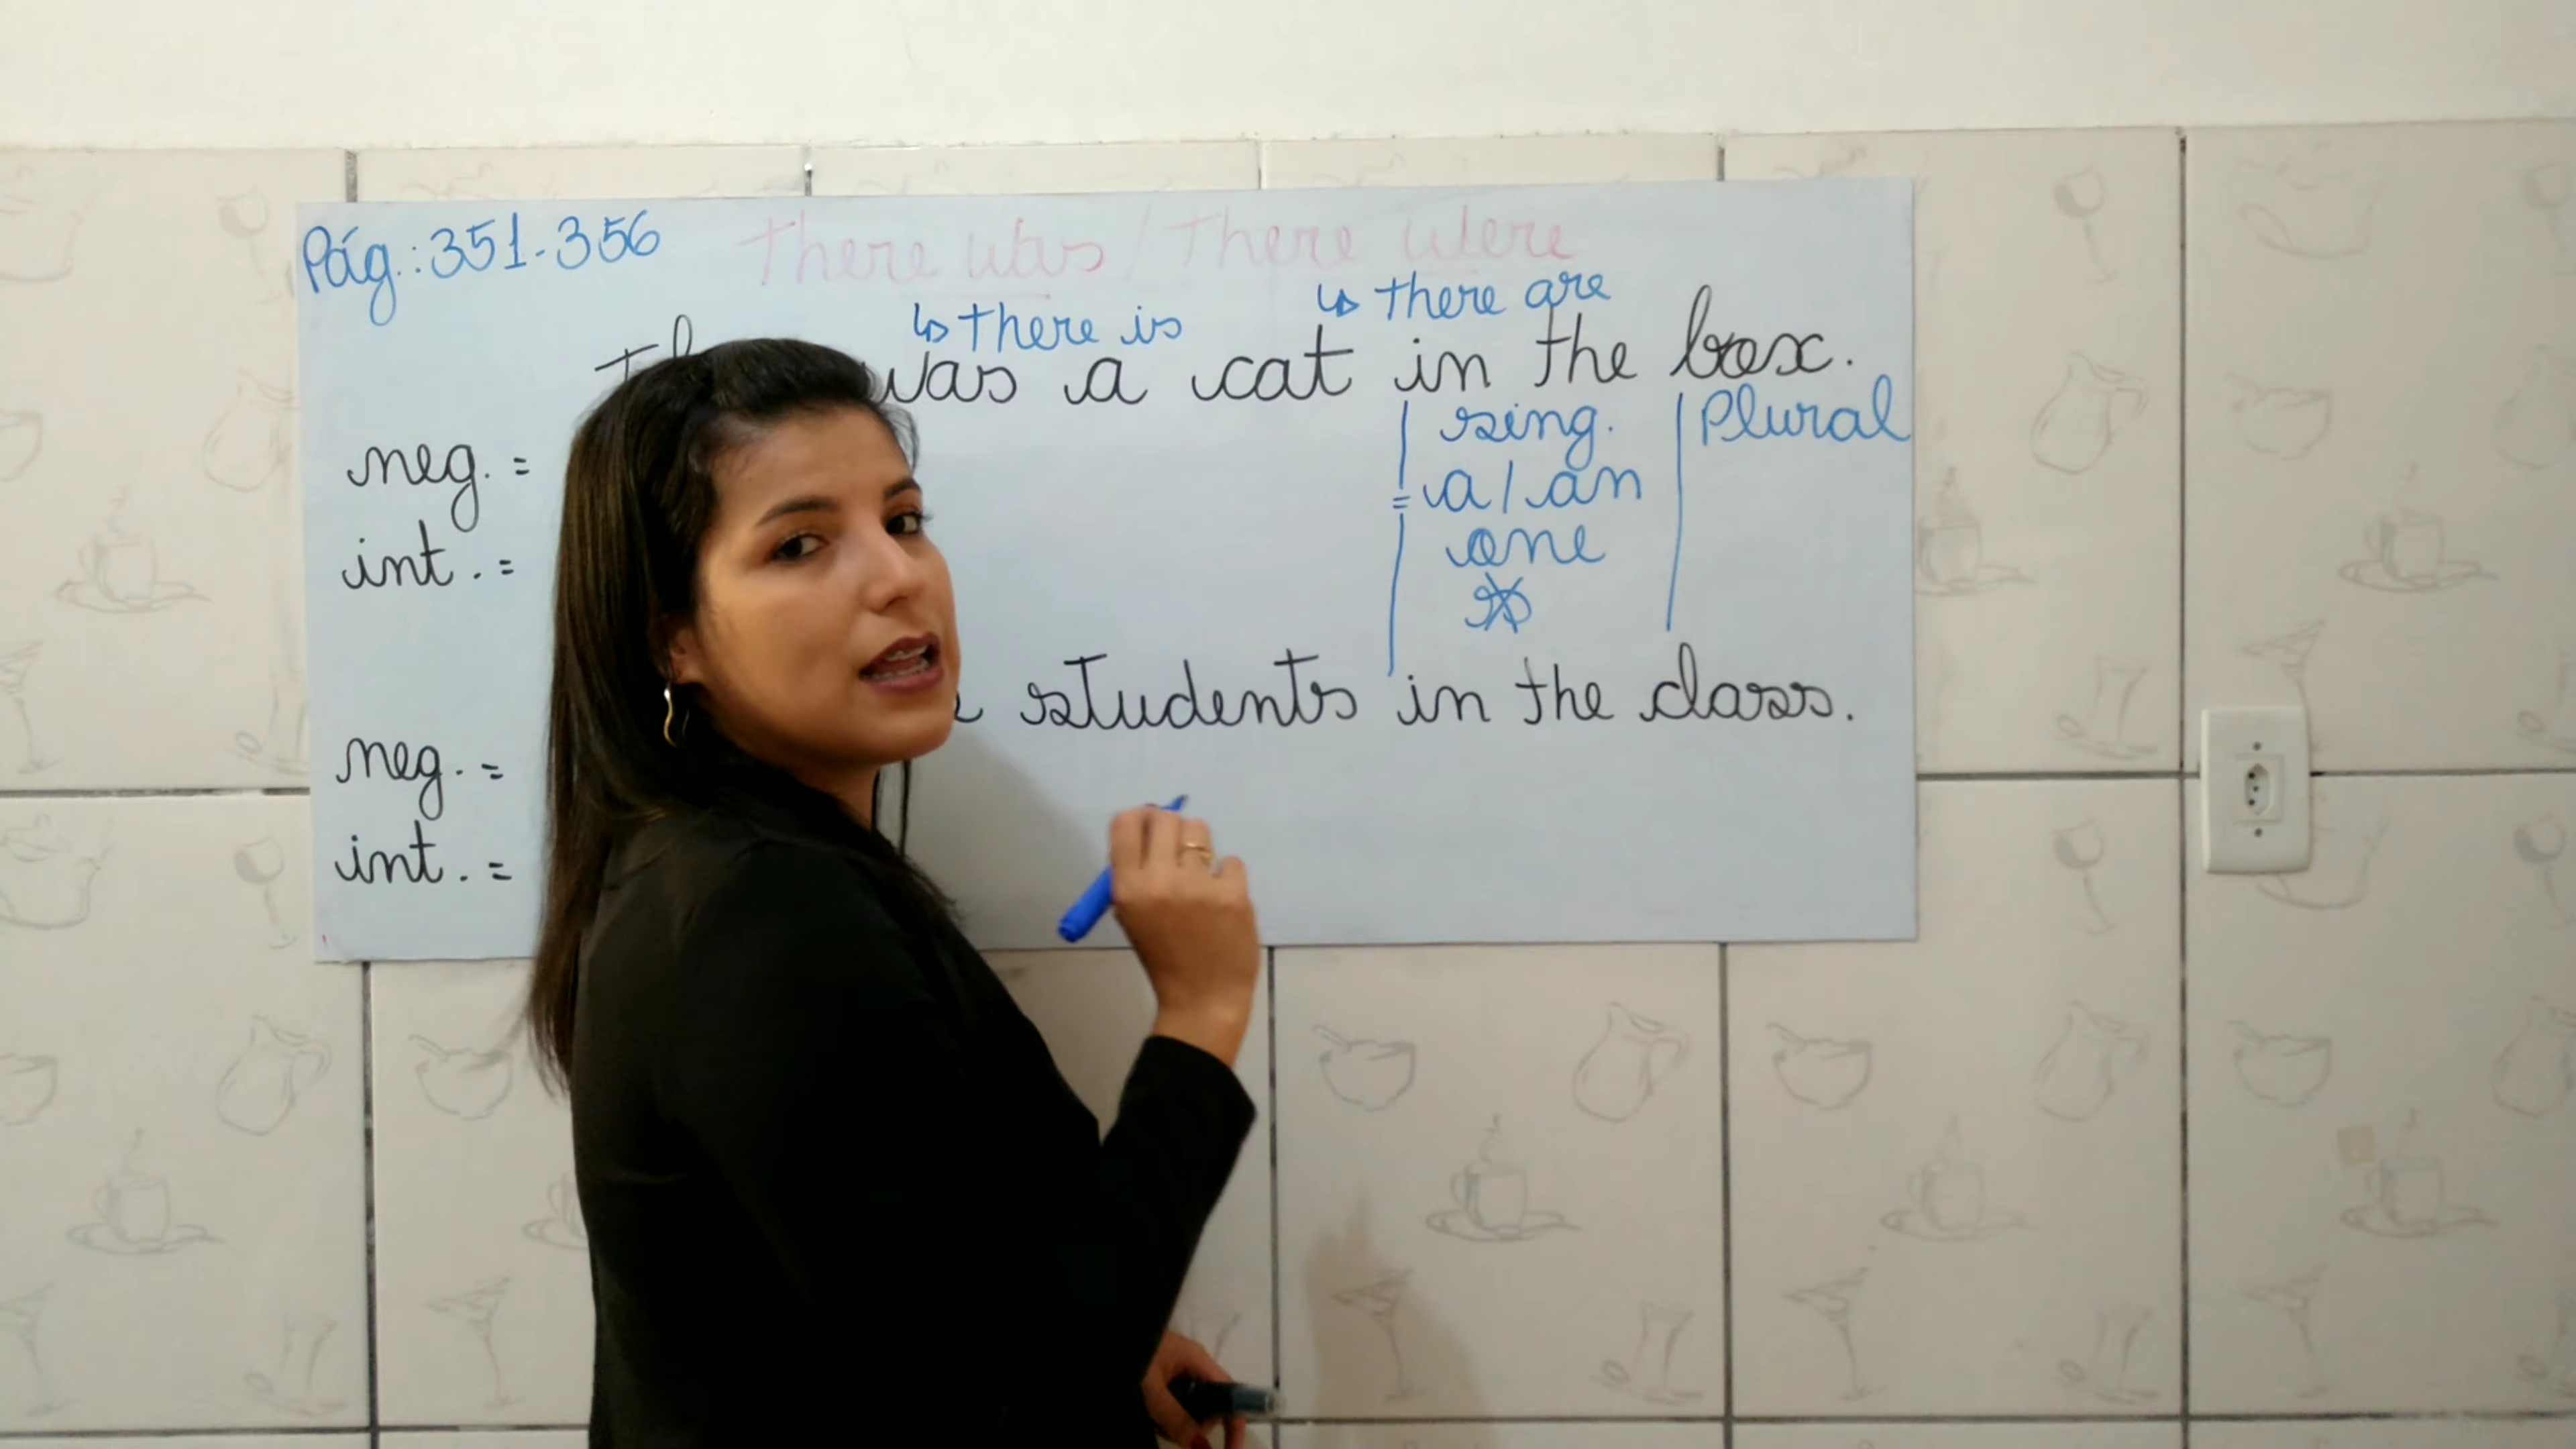 Pág.: 351-356
There was / There were
↳ there is
↳ there are
was a cat in the box.
neg. =
int. =
sing.
= a / an
one
Plural
students in the class.
neg. =
int. =